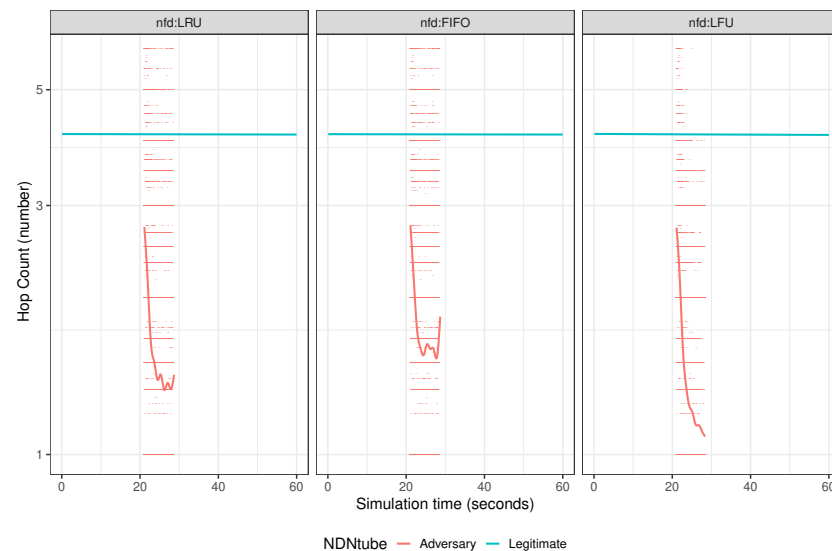 nfd:LRU nfd:FIFO nfd:LFU
5
3
1
Hop Count (number)
0 20 40 60 0 20 40 60 0 20 40 60
Simulation time (seconds)
NDNtube Adversary Legitimate